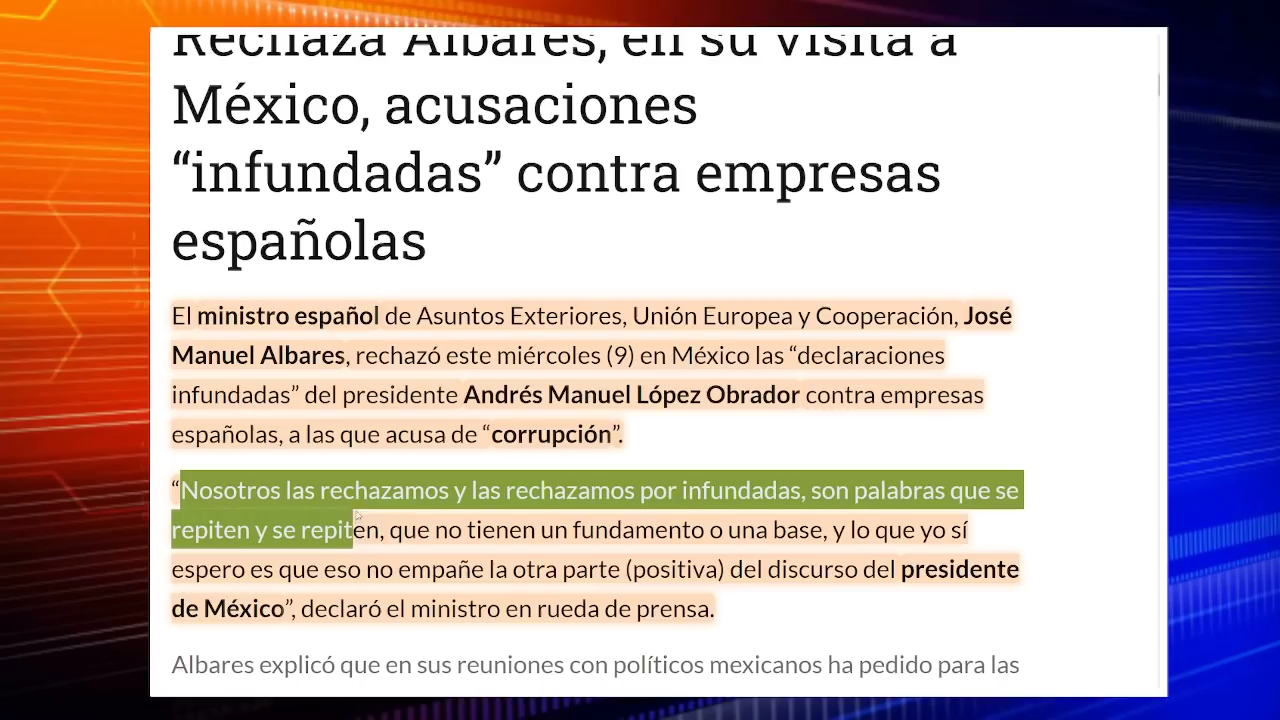 Rechaza Albares, en su visita a
México, acusaciones
“infundadas” contra empresas
españolas
El ministro español de Asuntos Exteriores, Unión Europea y Cooperación, José
Manuel Albares, rechazó este miércoles (9) en México las “declaraciones
infundadas” del presidente Andrés Manuel López Obrador contra empresas
españolas, a las que acusa de “corrupción”.
“Nosotros las rechazamos y las rechazamos por infundadas, son palabras que se
repiten y se repiten, que no tienen un fundamento o una base, y lo que yo sí
espero es que eso no empañe la otra parte (positiva) del discurso del presidente
de México”, declaró el ministro en rueda de prensa.
Albares explicó que en sus reuniones con políticos mexicanos ha pedido para las